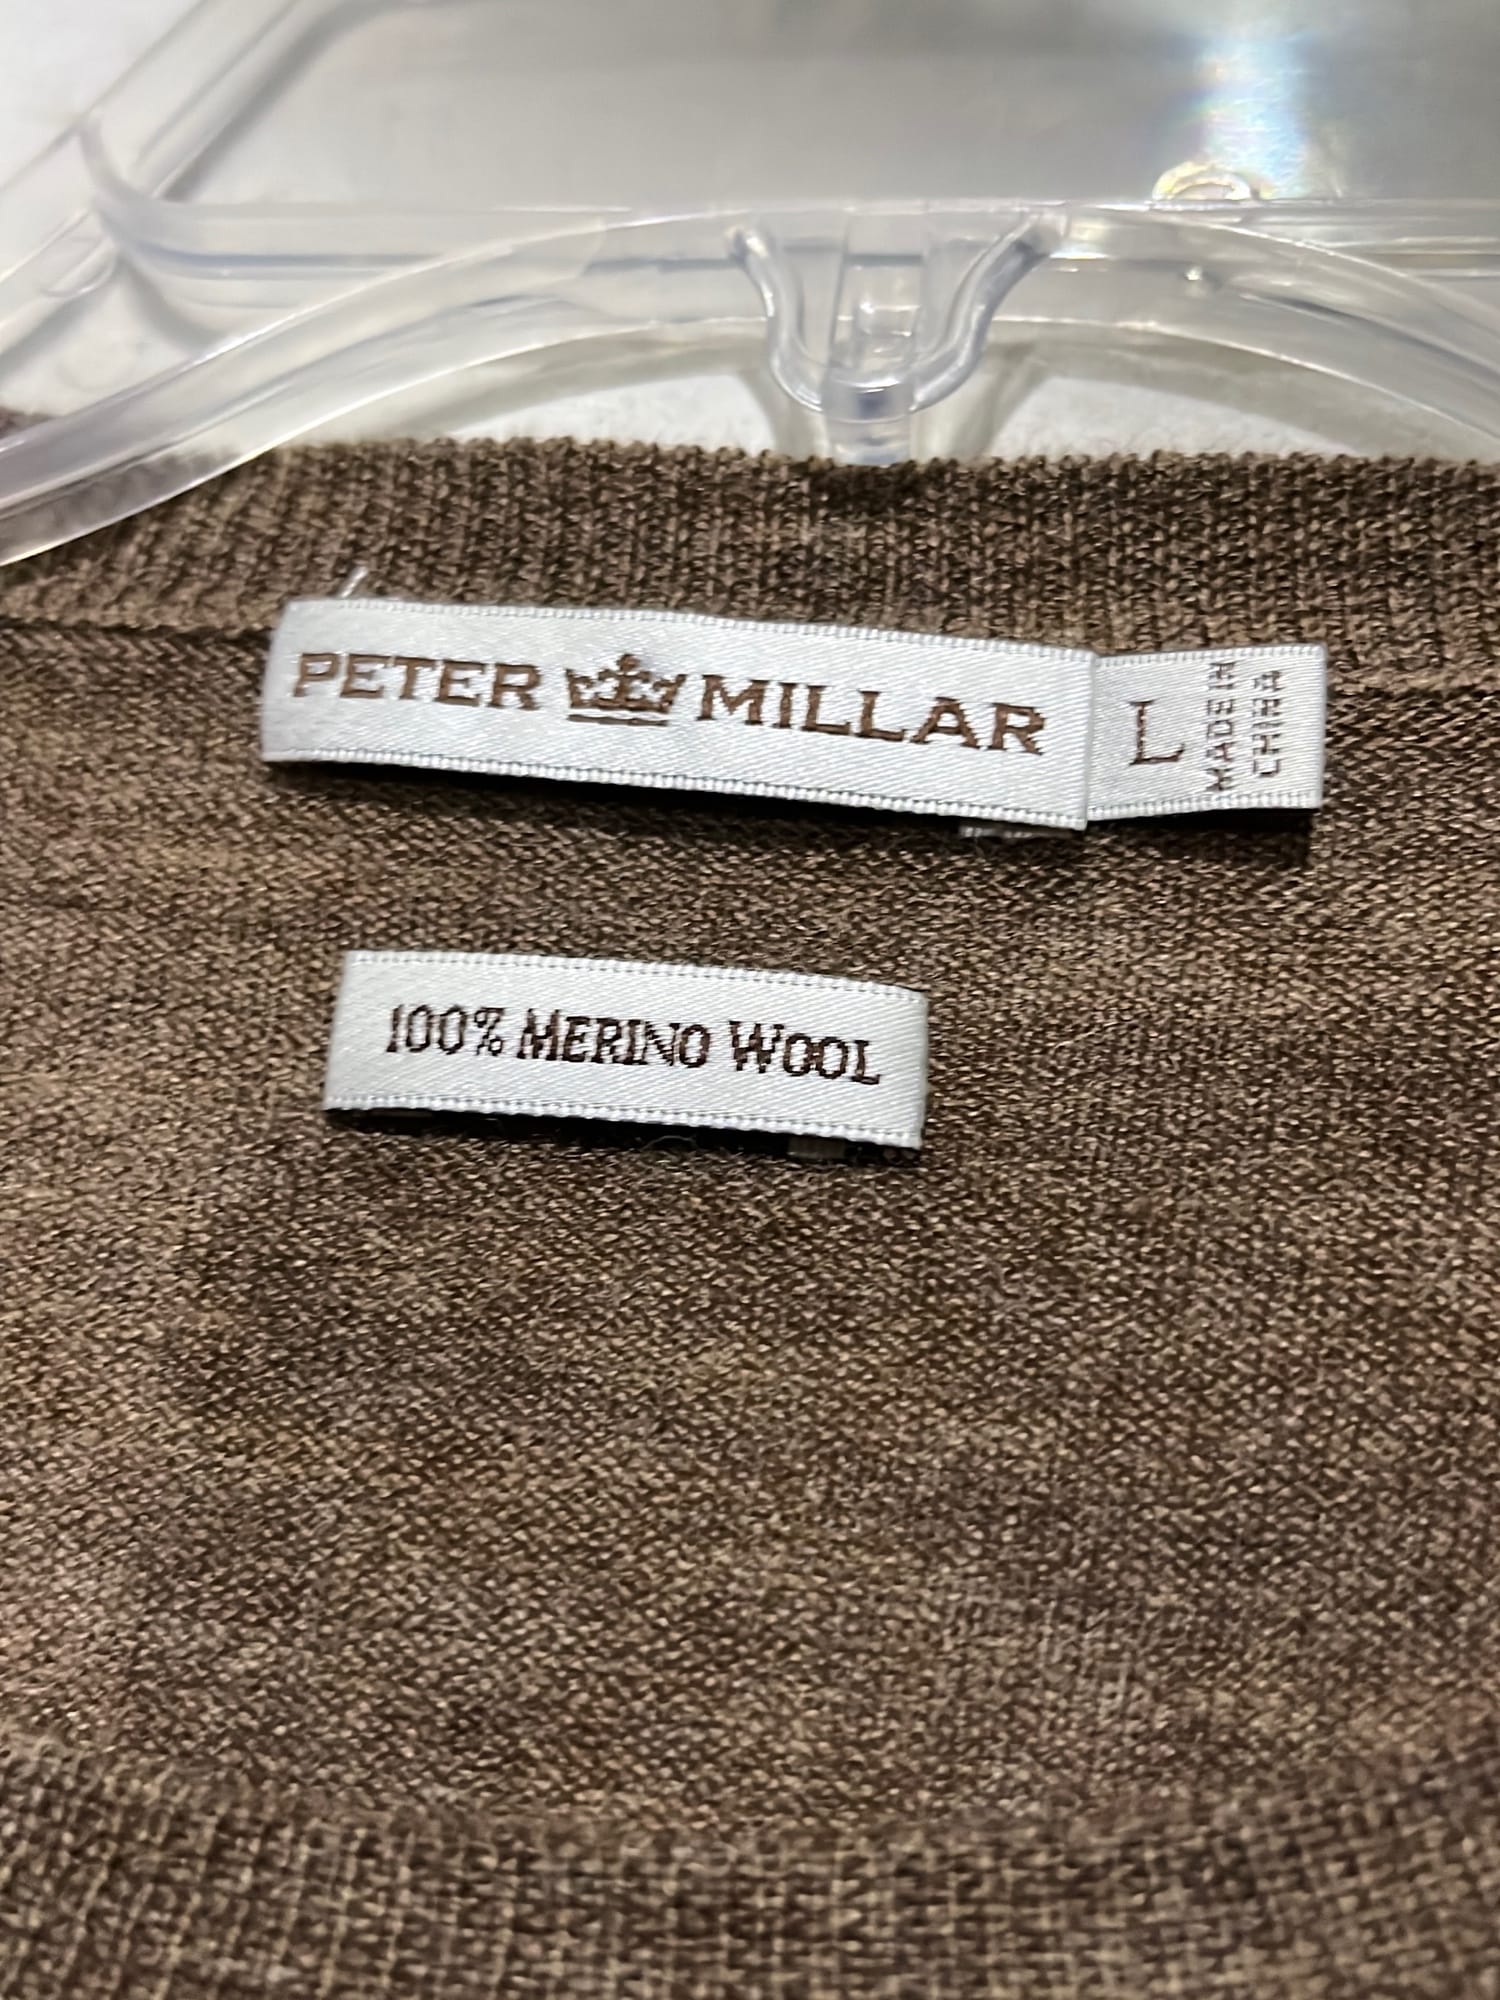 PETER MILLAR
L
MADE IN
CHINA
100% MERINO WOOL